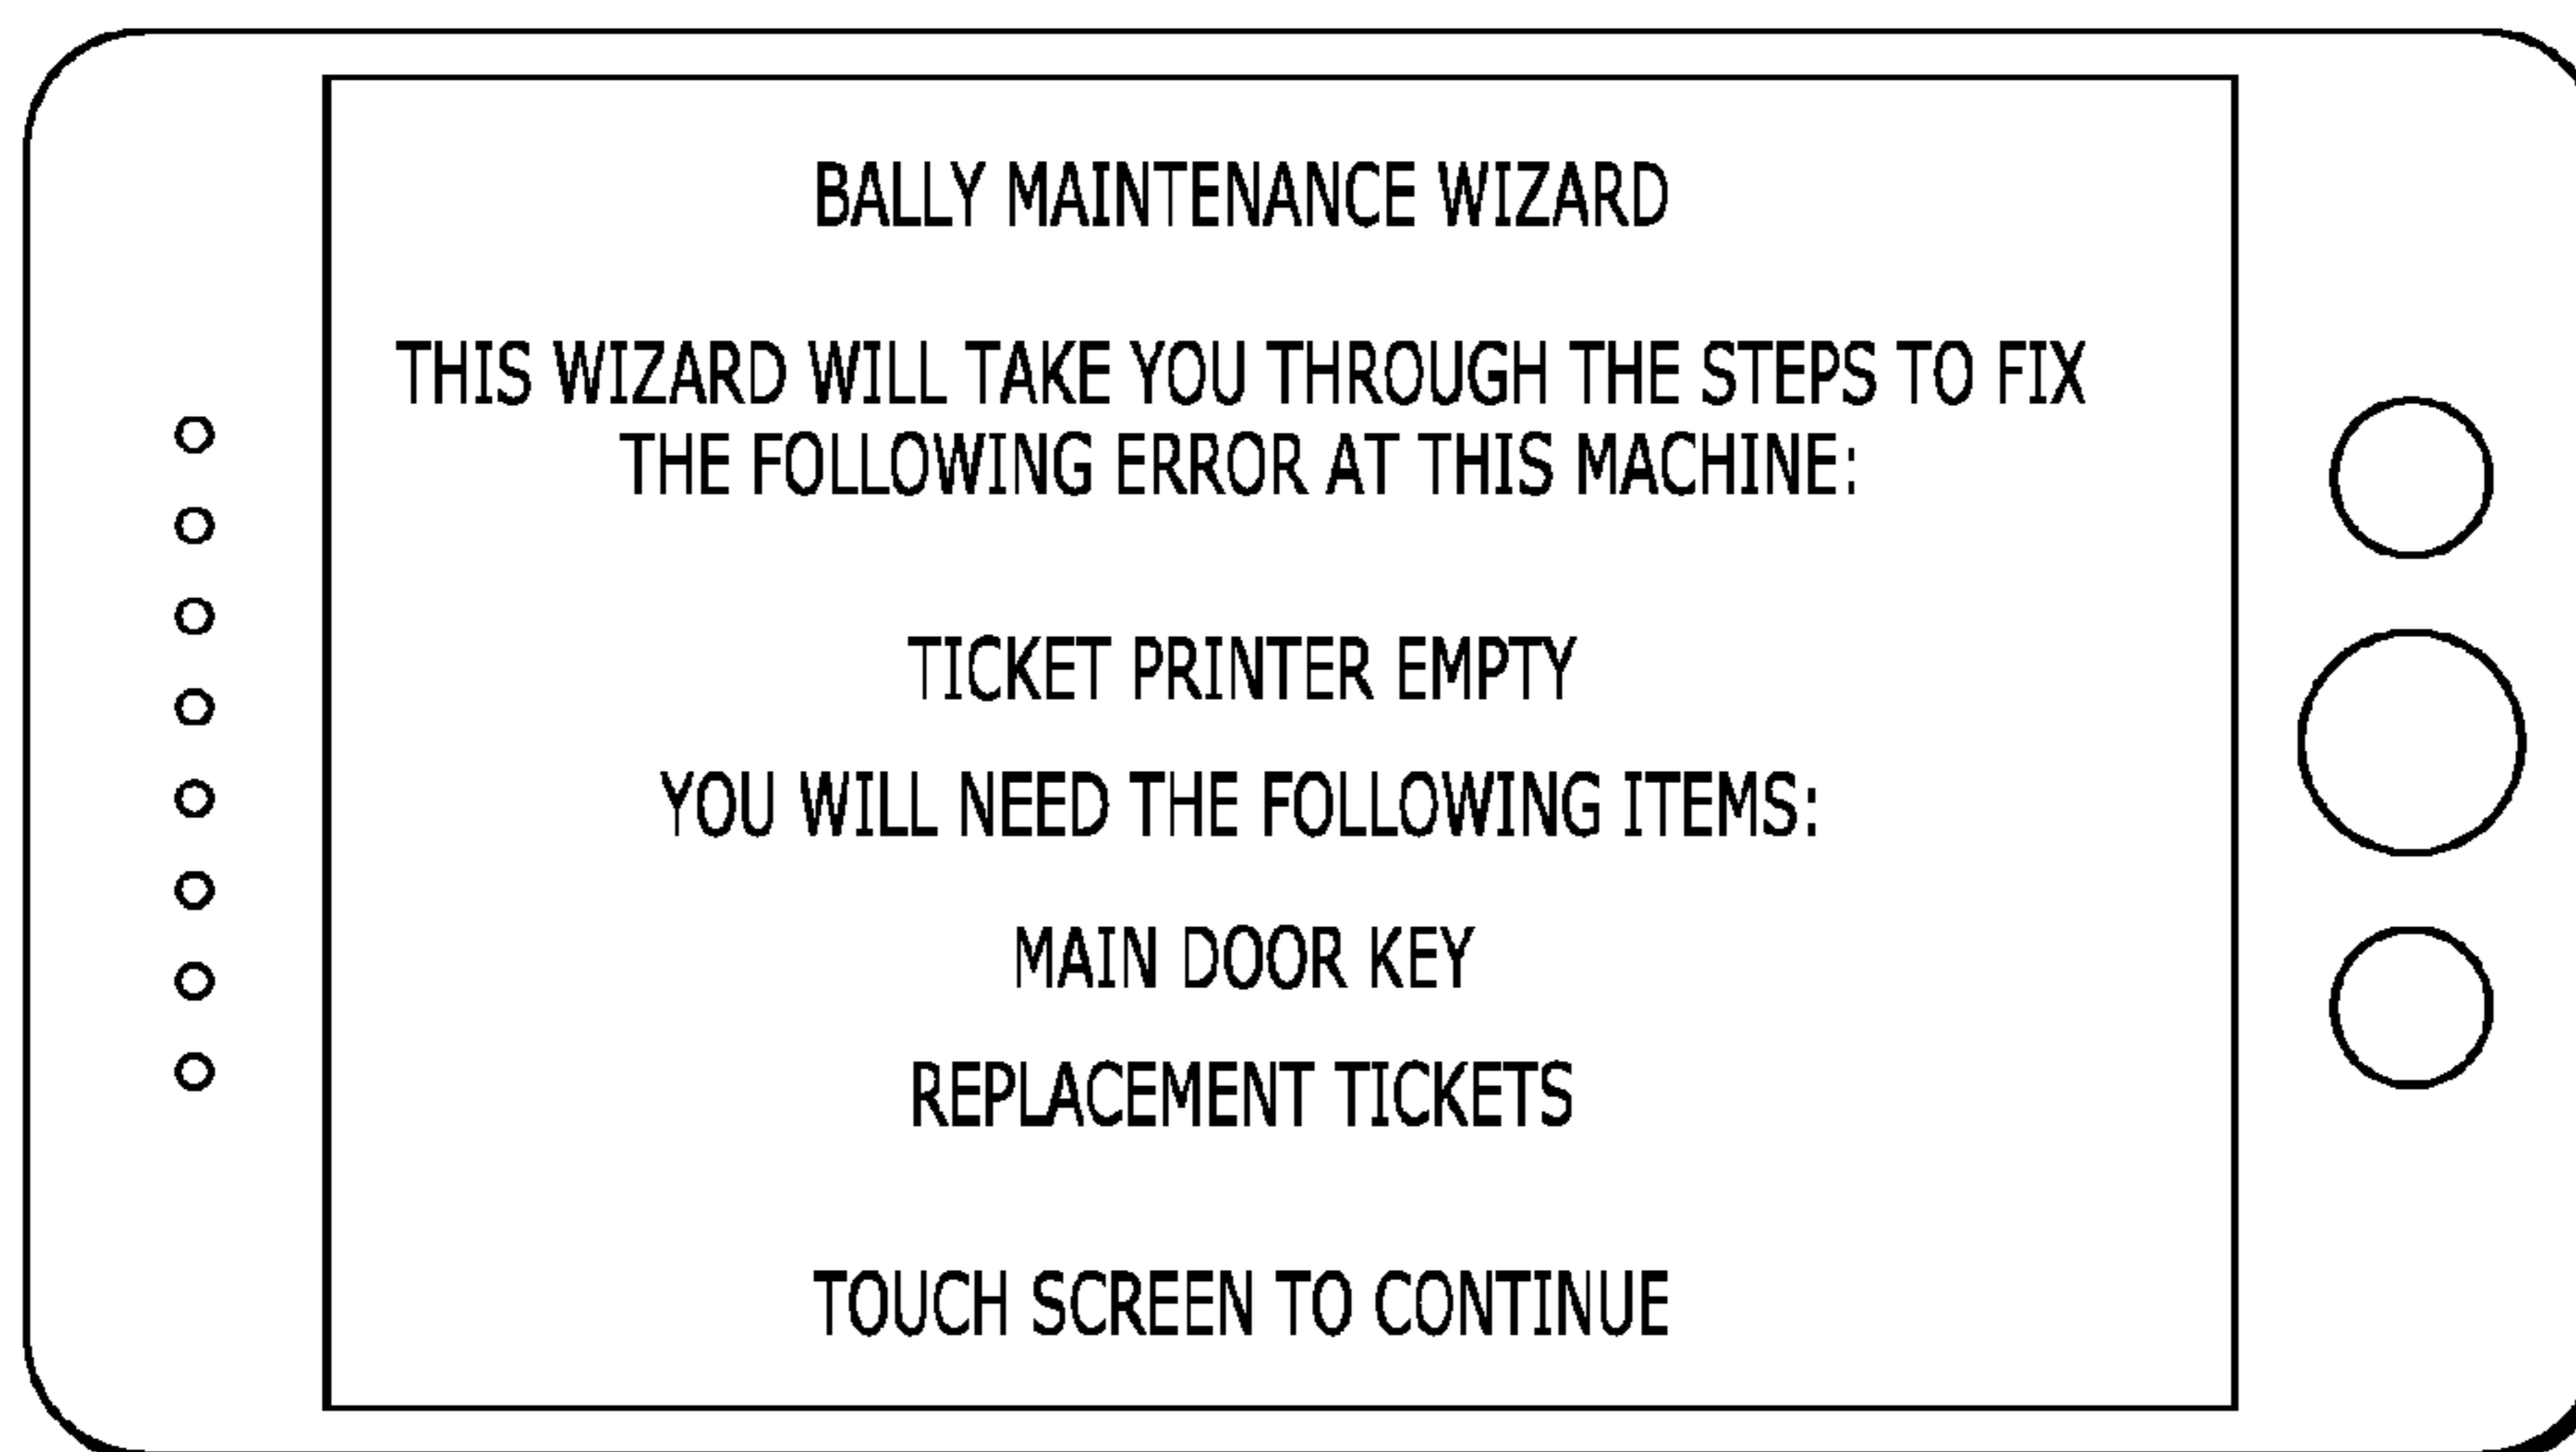 BALLY MAINTENANCE WIZARD
THIS WIZARD WILL TAKE YOU THROUGH THE STEPS TO FIX
THE FOLLOWING ERROR AT THIS MACHINE:
TICKET PRINTER EMPTY
YOU WILL NEED THE FOLLOWING ITEMS:
MAIN DOOR KEY
REPLACEMENT TICKETS
TOUCH SCREEN TO CONTINUE